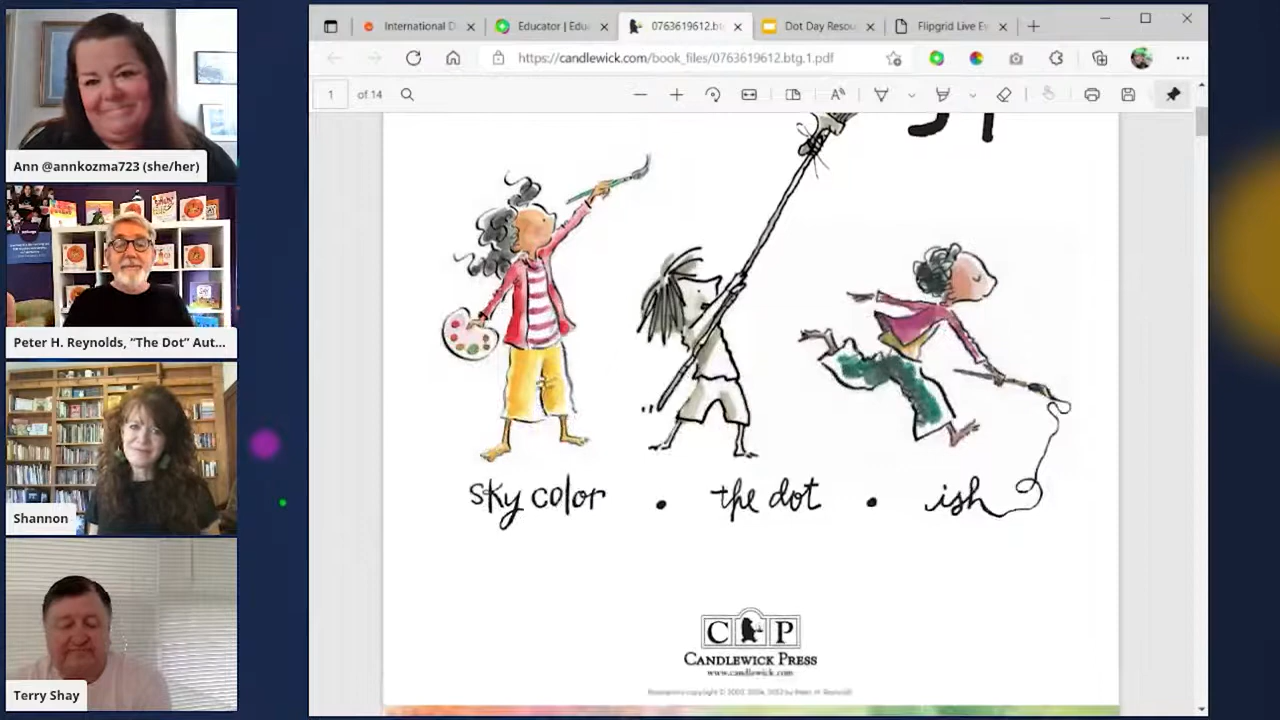 Ann @annkozma723 (she/her)
Peter H. Reynolds, “The Dot” Aut...
Shannon
Terry Shay
International D
Educator | Edu
0763619612.bt
Dot Day Resou
Flipgrid Live Ev
https://candlewick.com/book_files/0763619612.btg.1.pdf
1 of 14
sky color • the dot • ish
C P
CANDLEWICK PRESS
www.candlewick.com